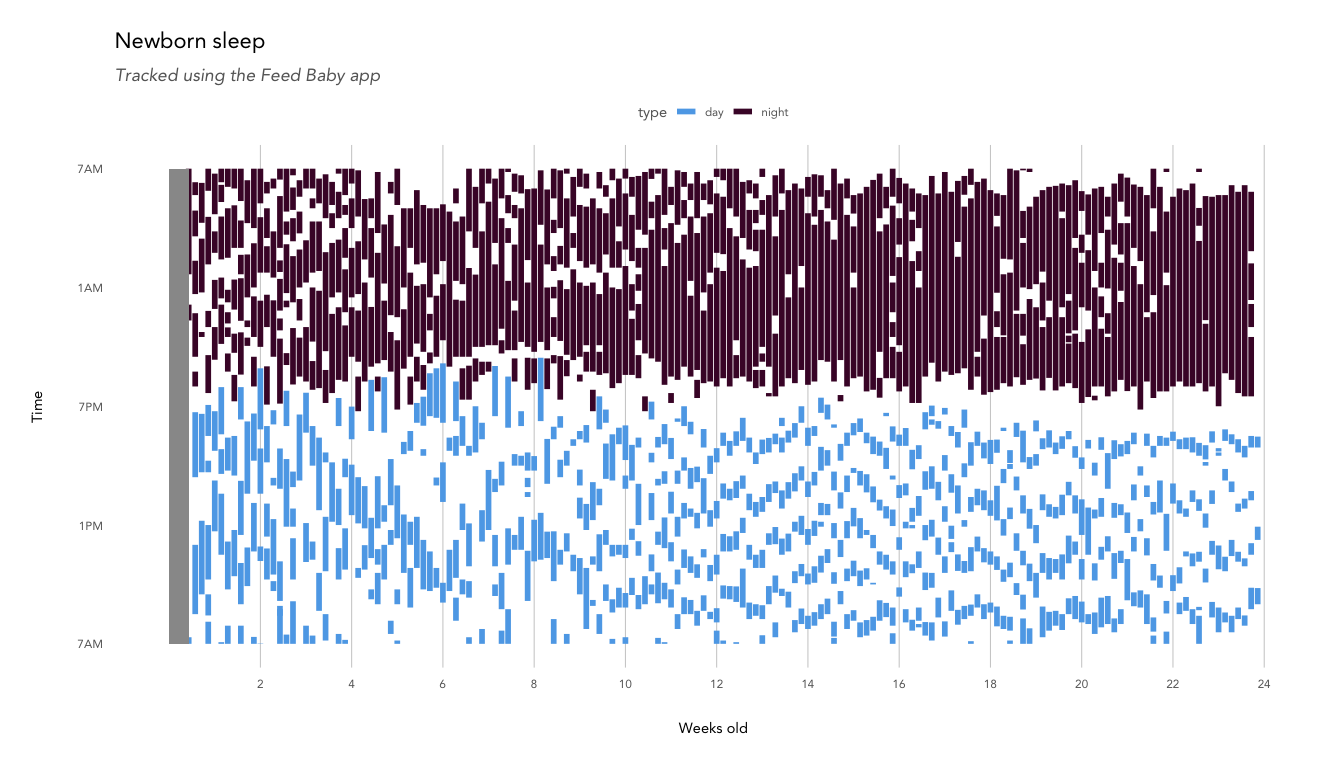 Newborn sleep
Tracked using the Feed Baby app
type day night
7AM
1AM
7PM
1PM
7AM
Time
2 4 6 8 10 12 14 16 18 20 22 24
Weeks old